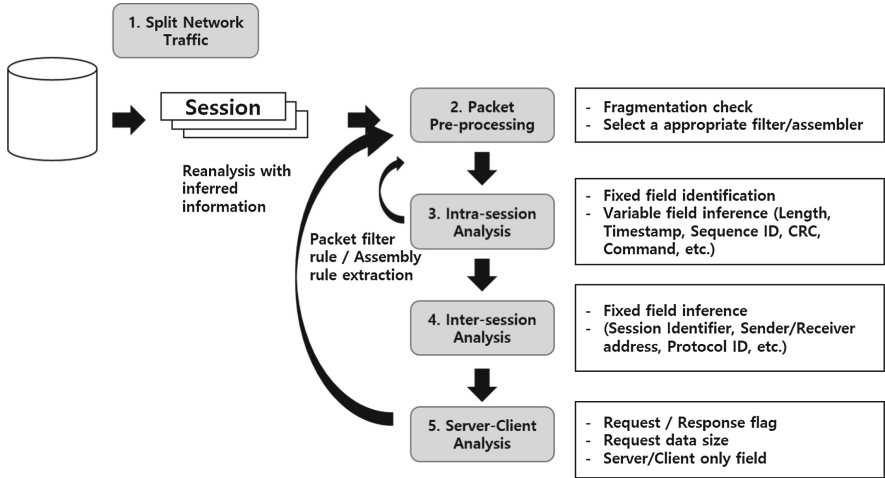 1. Split Network
Traffic
Session
Reanalysis with
inferred
information
2. Packet
Pre-processing
- Fragmentation check
- Select a appropriate filter/assembler
Packet filter
rule / Assembly
rule extraction
3. Intra-session
Analysis
- Fixed field identification
- Variable field inference (Length,
Timestamp, Sequence ID, CRC,
Command, etc.)
4. Inter-session
Analysis
- Fixed field inference
- (Session Identifier, Sender/Receiver
address, Protocol ID, etc.)
5. Server-Client
Analysis
- Request / Response flag
- Request data size
- Server/Client only field